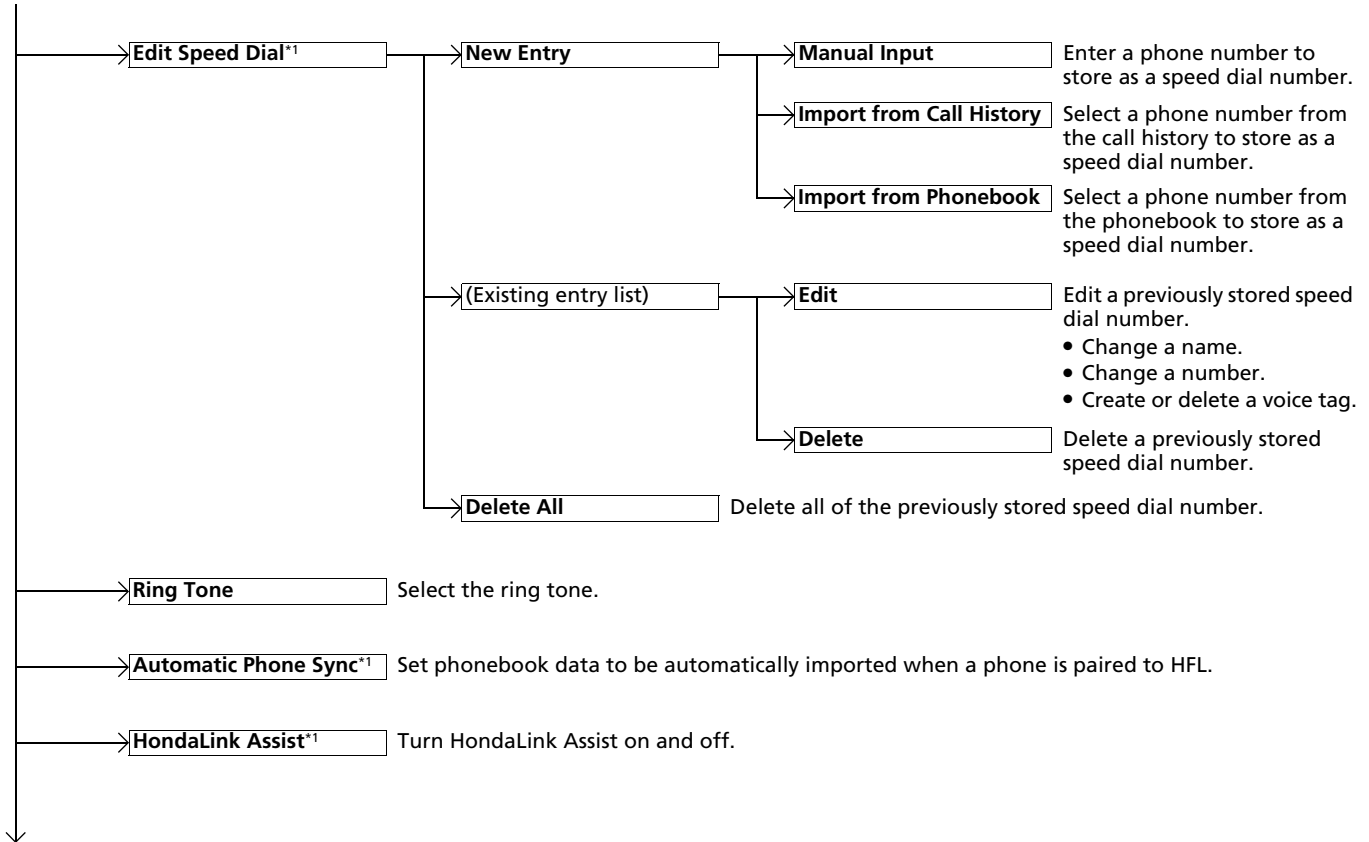 Edit Speed Dial*1
New Entry
Manual Input
Enter a phone number to
store as a speed dial number.
Import from Call History
Select a phone number from
the call history to store as a
speed dial number.
Import from Phonebook
Select a phone number from
the phonebook to store as a
speed dial number.
(Existing entry list)
Edit
Edit a previously stored speed
dial number.
• Change a name.
• Change a number.
• Create or delete a voice tag.
Delete
Delete a previously stored
speed dial number.
Delete All
Delete all of the previously stored speed dial number.
Ring Tone
Select the ring tone.
Automatic Phone Sync*1
Set phonebook data to be automatically imported when a phone is paired to HFL.
HondaLink Assist*1
Turn HondaLink Assist on and off.